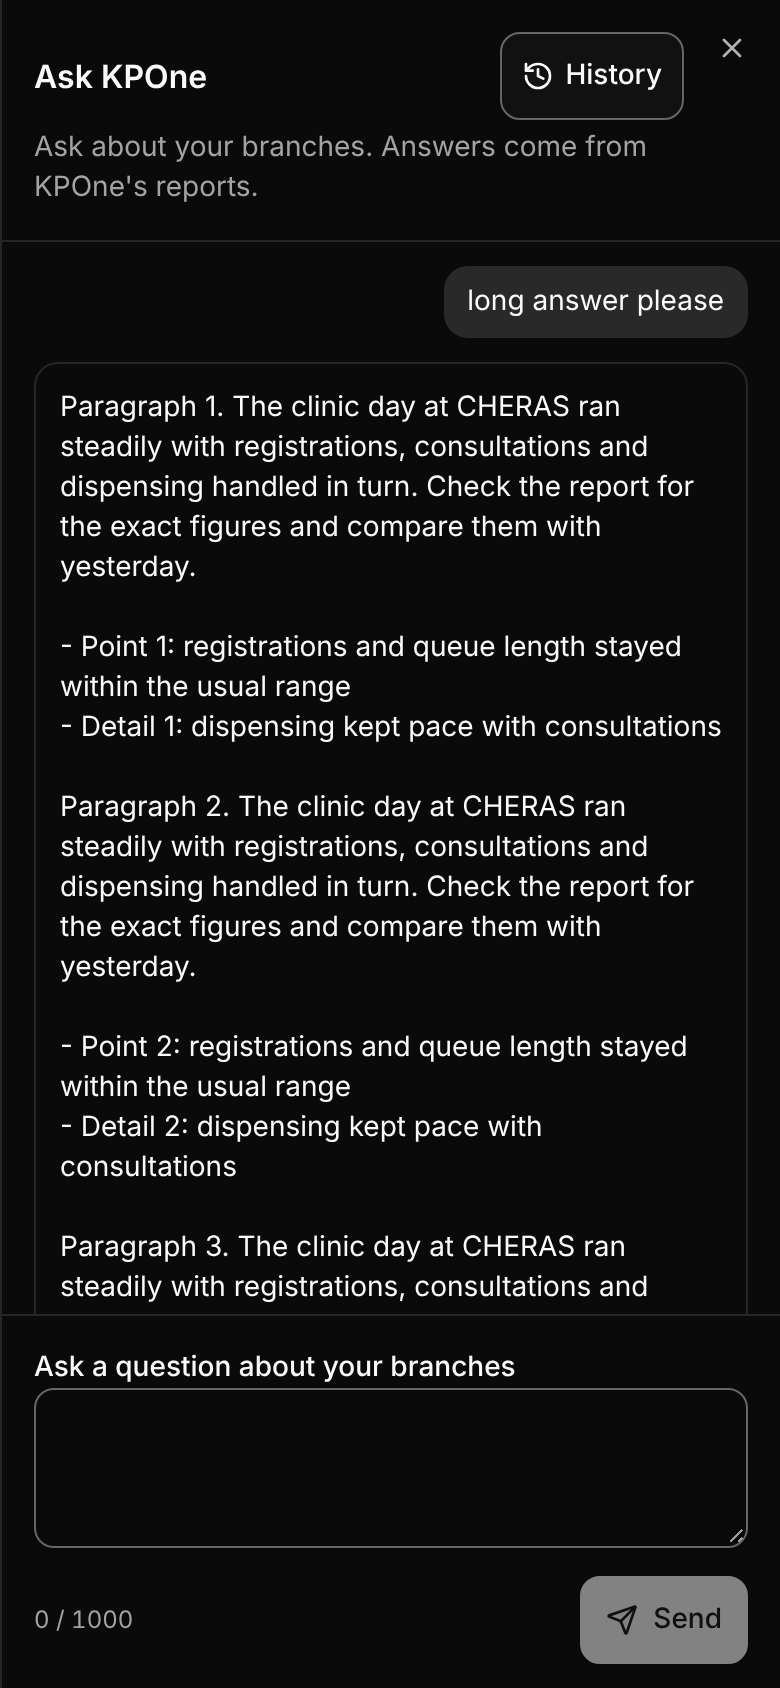 Ask KPOne
History
Ask about your branches. Answers come from
KPOne's reports.
long answer please
Paragraph 1. The clinic day at CHERAS ran
steadily with registrations, consultations and
dispensing handled in turn. Check the report for
the exact figures and compare them with
yesterday.
- Point 1: registrations and queue length stayed
within the usual range
- Detail 1: dispensing kept pace with consultations
Paragraph 2. The clinic day at CHERAS ran
steadily with registrations, consultations and
dispensing handled in turn. Check the report for
the exact figures and compare them with
yesterday.
- Point 2: registrations and queue length stayed
within the usual range
- Detail 2: dispensing kept pace with
consultations
Paragraph 3. The clinic day at CHERAS ran
steadily with registrations, consultations and
Ask a question about your branches
0 / 1000
Send